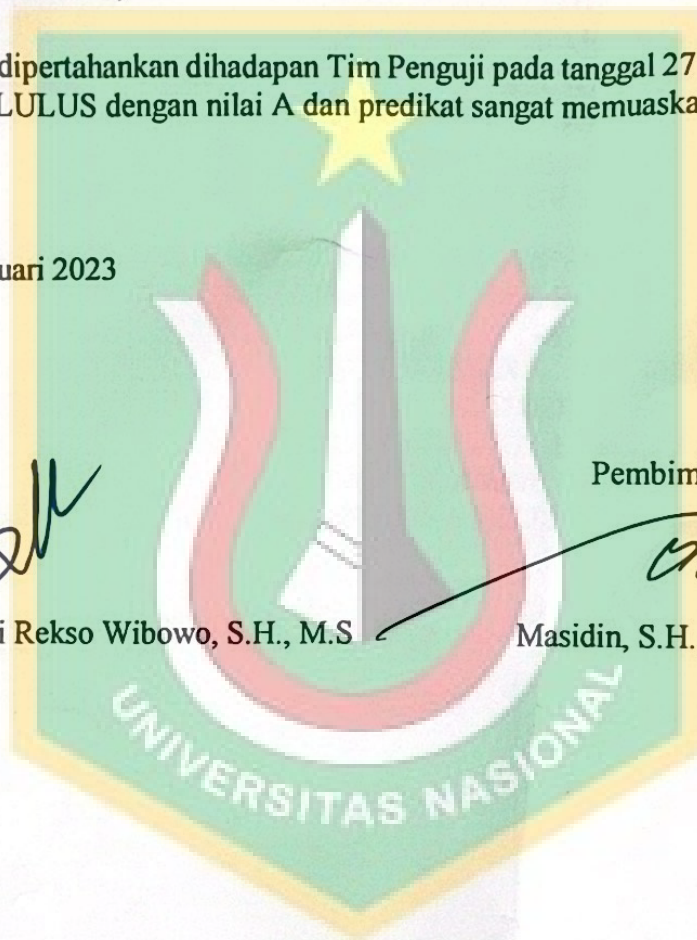 dipertahankan dihadapan Tim Penguji pada tanggal 27
LULUS dengan nilai A dan predikat sangat memuaska
uari 2023
Pembim
i Rekso Wibowo, S.H., M.S
Masidin, S.H.
UNIVERSITAS NASIONAL